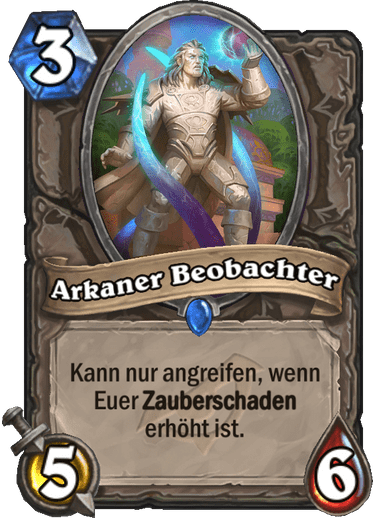 3
Arkaner Beobachter
Kann nur angreifen, wenn
Euer Zauberschaden
erhöht ist.
5
6